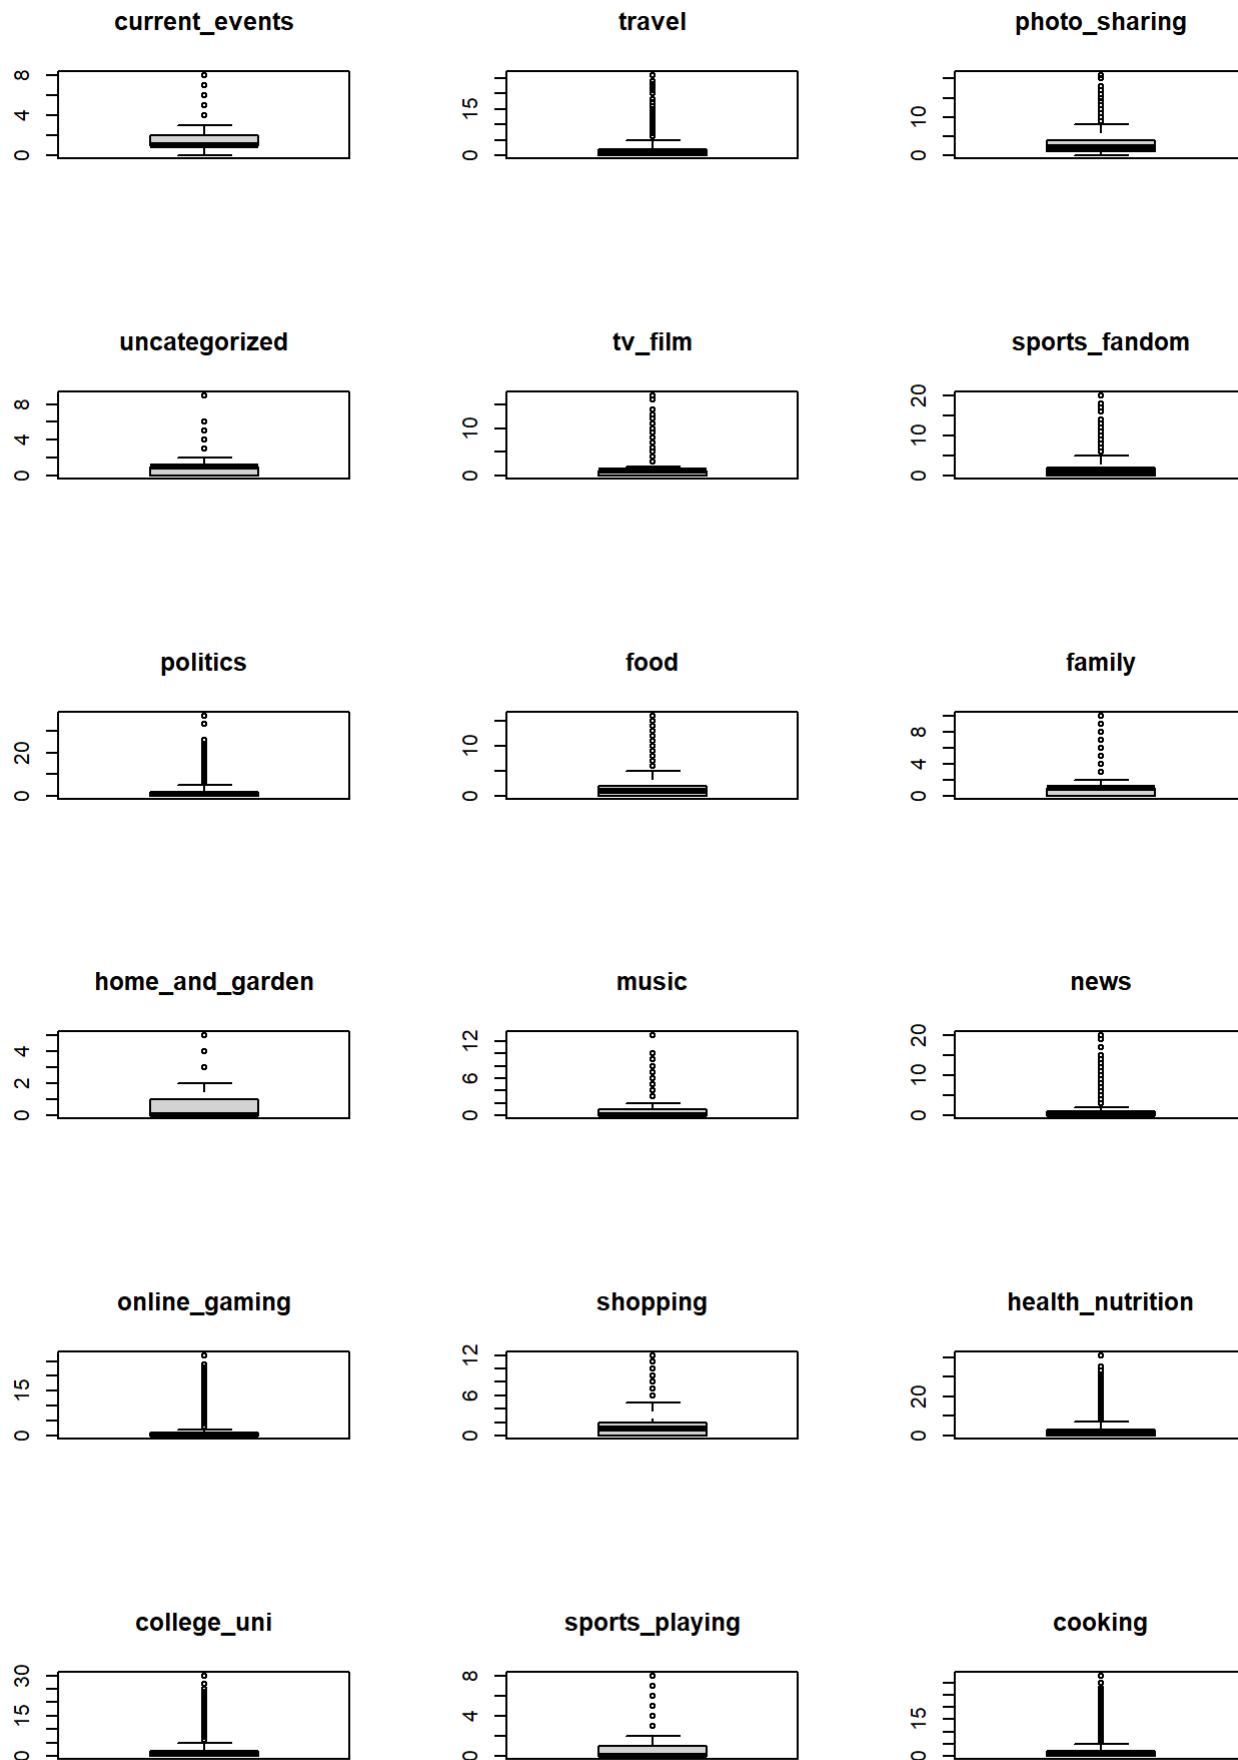 current_events travel photo_sharing
8 4 0
15 0
10 0
uncategorized tv_film sports_fandom
8 4 0
10 0
20 10 0
politics food family
20 0
10 0
8 4 0
home_and_garden music news
4 2 0
12 6 0
20 10 0
online_gaming shopping health_nutrition
15 0
12 6 0
20 0
college_uni sports_playing cooking
30 15 0
8 4 0
15 0